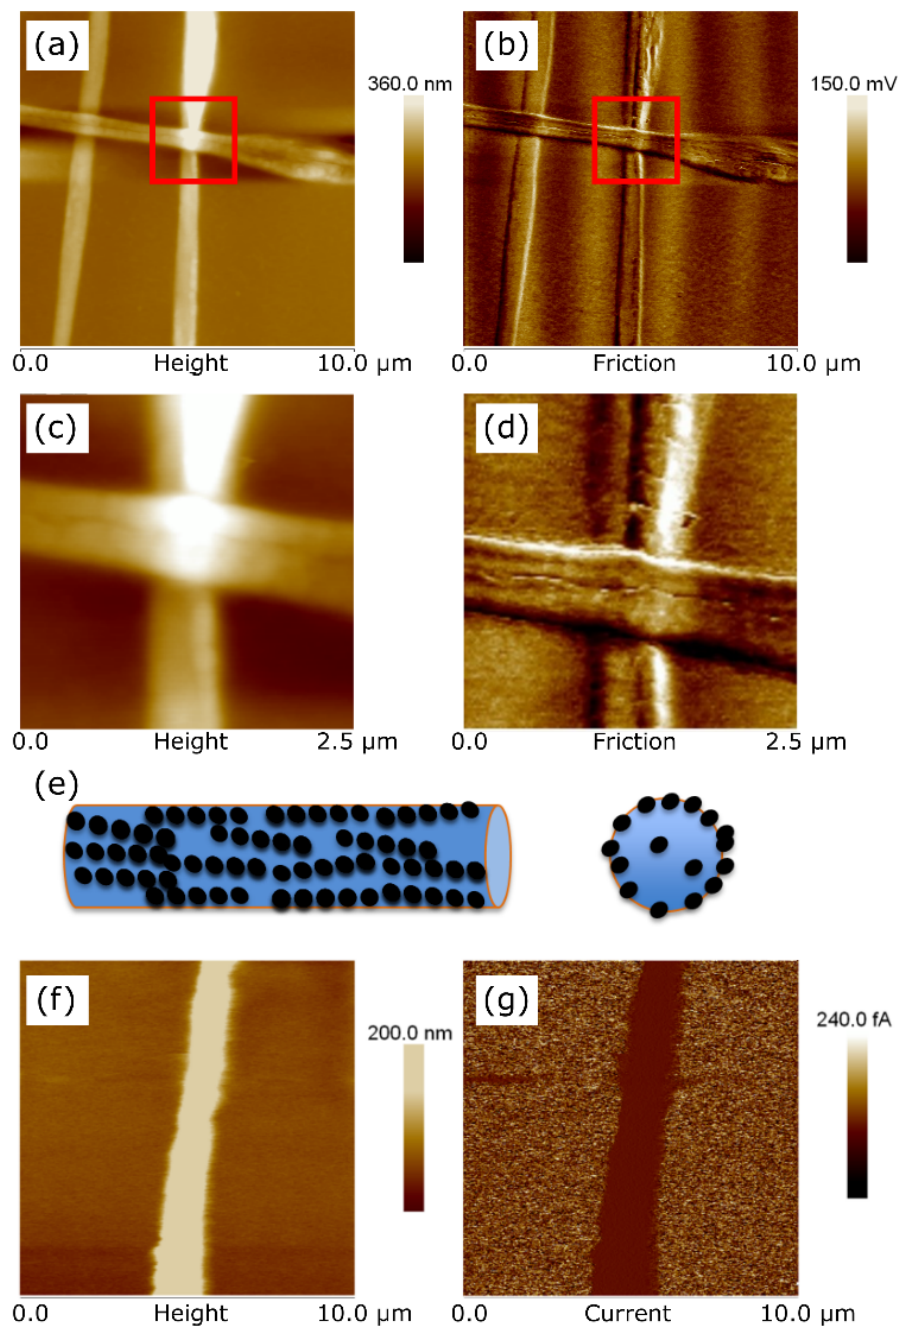 (a)
360.0 nm
0.0 Height 10.0 μm
(b)
150.0 mV
0.0 Friction 10.0 μm
(c)
0.0 Height 2.5 μm
(d)
0.0 Friction 2.5 μm
(e)
(f)
200.0 nm
0.0 Height 10.0 μm
(g)
240.0 fA
0.0 Current 10.0 μm